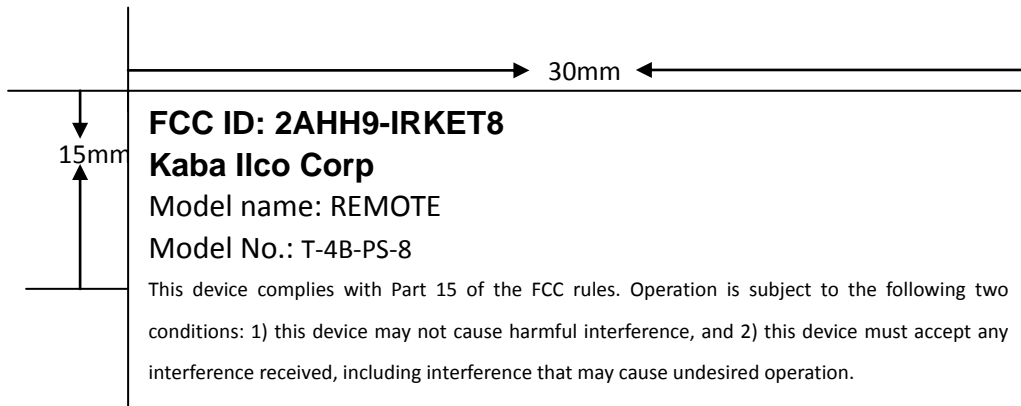 30mm
15mm
FCC ID: 2AHH9-IRKET8
Kaba Ilco Corp
Model name: REMOTE
Model No.: T-4B-PS-8
This device complies with Part 15 of the FCC rules. Operation is subject to the following two
conditions: 1) this device may not cause harmful interference, and 2) this device must accept any
interference received, including interference that may cause undesired operation.